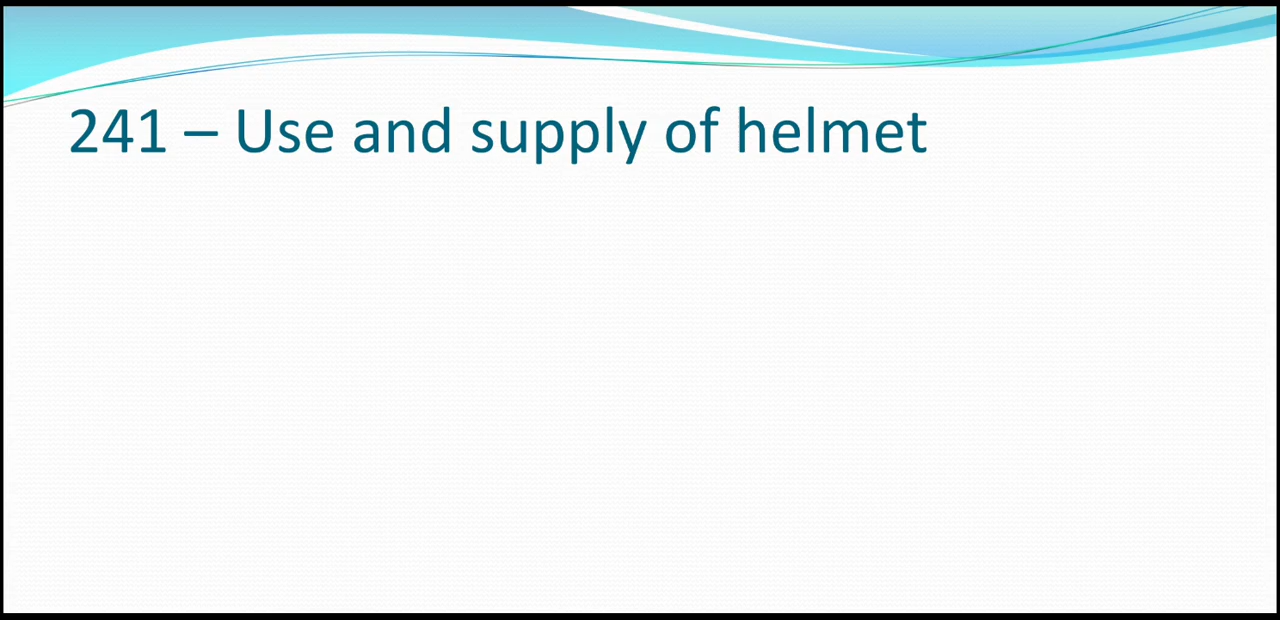 241 – Use and supply of helmet